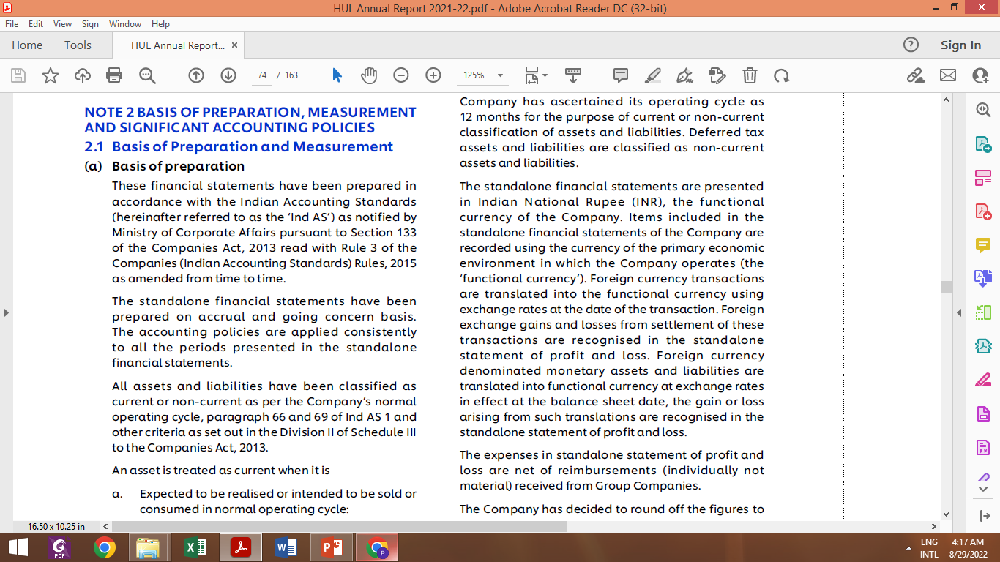 HUL Annual Report 2021-22.pdf - Adobe Acrobat Reader DC (32-bit)
File Edit View Sign Window Help
Home Tools HUL Annual Report... × Sign In
74 / 163 125%
NOTE 2 BASIS OF PREPARATION, MEASUREMENT
AND SIGNIFICANT ACCOUNTING POLICIES
2.1 Basis of Preparation and Measurement
(a) Basis of preparation
These financial statements have been prepared in
accordance with the Indian Accounting Standards
(hereinafter referred to as the ‘Ind AS’) as notified by
Ministry of Corporate Affairs pursuant to Section 133
of the Companies Act, 2013 read with Rule 3 of the
Companies (Indian Accounting Standards) Rules, 2015
as amended from time to time.
The standalone financial statements have been
prepared on accrual and going concern basis.
The accounting policies are applied consistently
to all the periods presented in the standalone
financial statements.
All assets and liabilities have been classified as
current or non-current as per the Company’s normal
operating cycle, paragraph 66 and 69 of Ind AS 1 and
other criteria as set out in the Division II of Schedule III
to the Companies Act, 2013.
An asset is treated as current when it is
a. Expected to be realised or intended to be sold or
consumed in normal operating cycle:
Company has ascertained its operating cycle as
12 months for the purpose of current or non-current
classification of assets and liabilities. Deferred tax
assets and liabilities are classified as non-current
assets and liabilities.
The standalone financial statements are presented
in Indian National Rupee (INR), the functional
currency of the Company. Items included in the
standalone financial statements of the Company are
recorded using the currency of the primary economic
environment in which the Company operates (the
‘functional currency’). Foreign currency transactions
are translated into the functional currency using
exchange rates at the date of the transaction. Foreign
exchange gains and losses from settlement of these
transactions are recognised in the standalone
statement of profit and loss. Foreign currency
denominated monetary assets and liabilities are
translated into functional currency at exchange rates
in effect at the balance sheet date, the gain or loss
arising from such translations are recognised in the
standalone statement of profit and loss.
The expenses in standalone statement of profit and
loss are net of reimbursements (individually not
material) received from Group Companies.
The Company has decided to round off the figures to
16.50 x 10.25 in
ENG 4:17 AM
INTL 8/29/2022